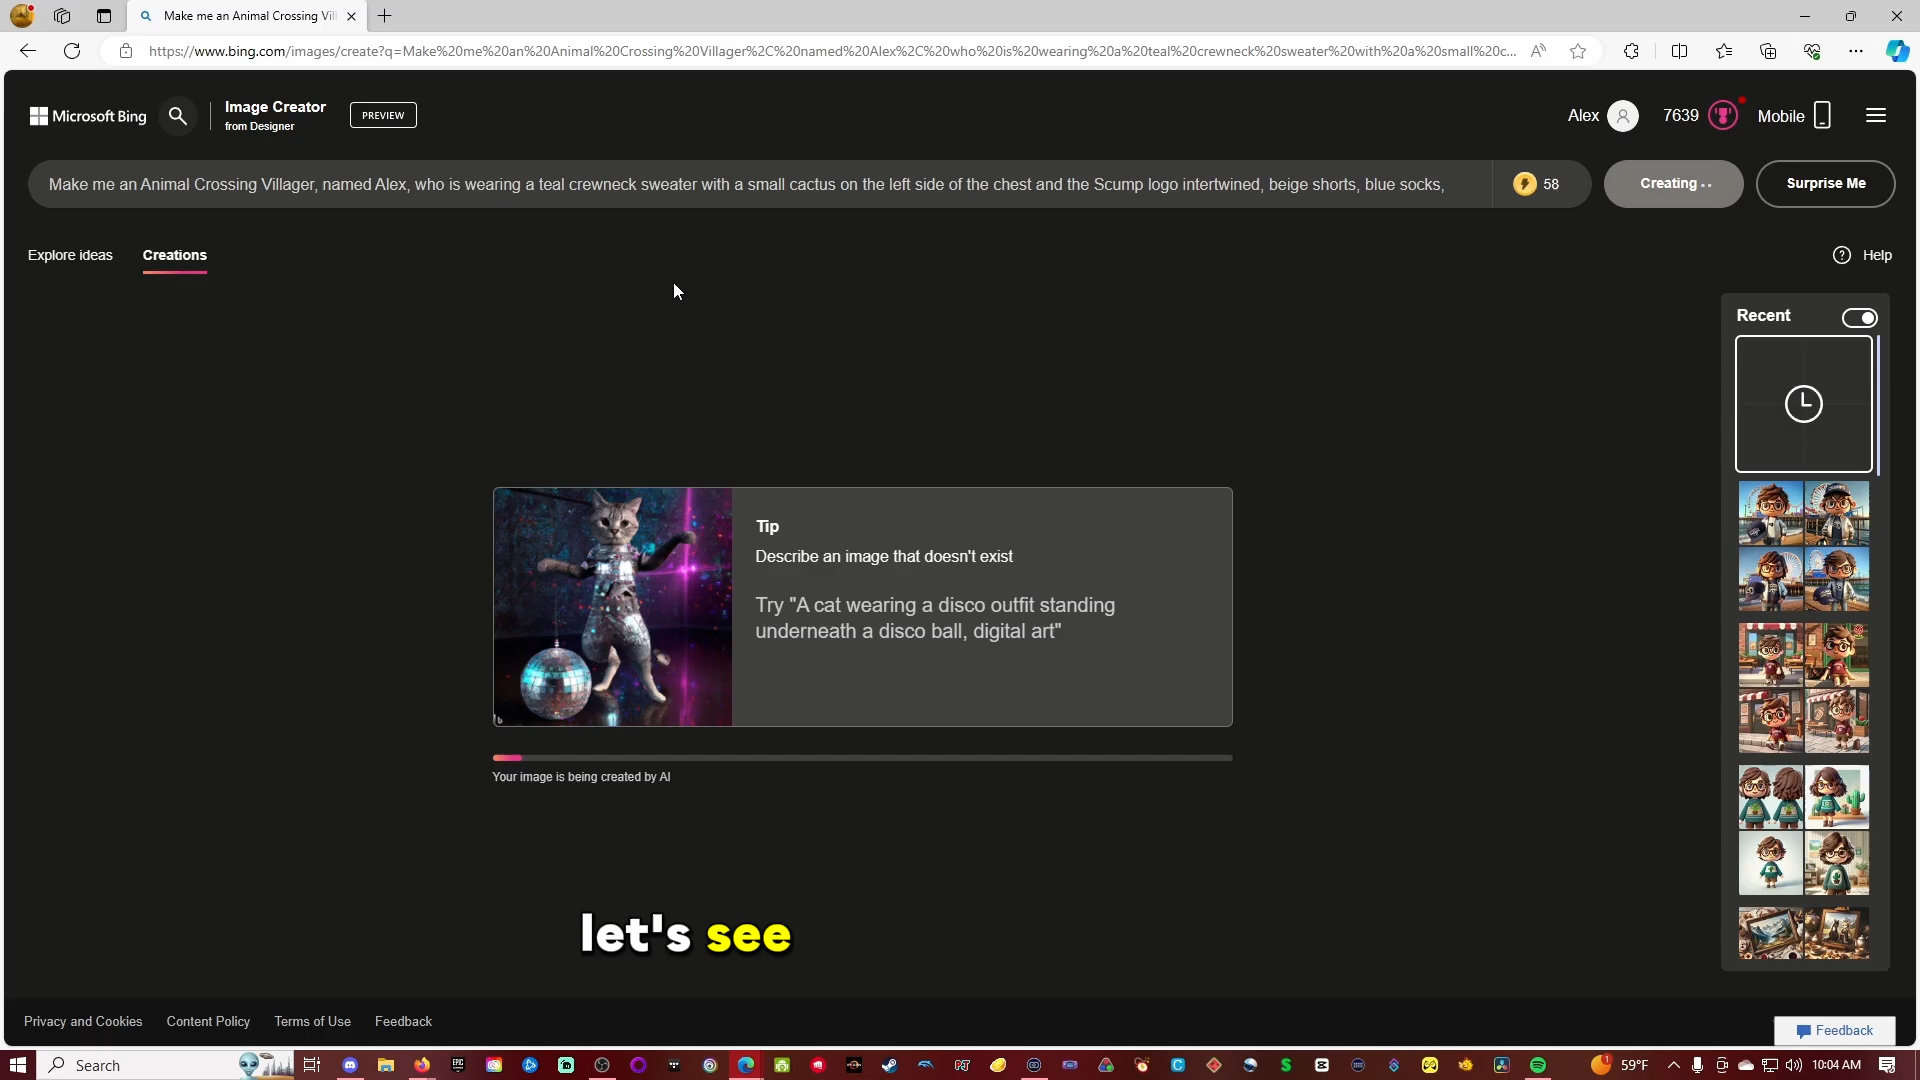 Make me an Animal Crossing Vil
https://www.bing.com/images/create?q=Make%20me%20an%20Animal%20Crossing%20Villager%2C%20named%20Alex%2C%20who%20is%20wearing%20a%20teal%20crewneck%20sweater%20with%20a%20small%20c...
Microsoft Bing
Image Creator
from Designer
PREVIEW
Alex
7639
Mobile
Make me an Animal Crossing Villager, named Alex, who is wearing a teal crewneck sweater with a small cactus on the left side of the chest and the Scump logo intertwined, beige shorts, blue socks,
58
Creating . .
Surprise Me
Explore ideas
Creations
Help
Recent
Tip
Describe an image that doesn't exist
Try "A cat wearing a disco outfit standing
underneath a disco ball, digital art"
Your image is being created by AI
let's see
Privacy and Cookies
Content Policy
Terms of Use
Feedback
Feedback
Search
59°F
10:04 AM